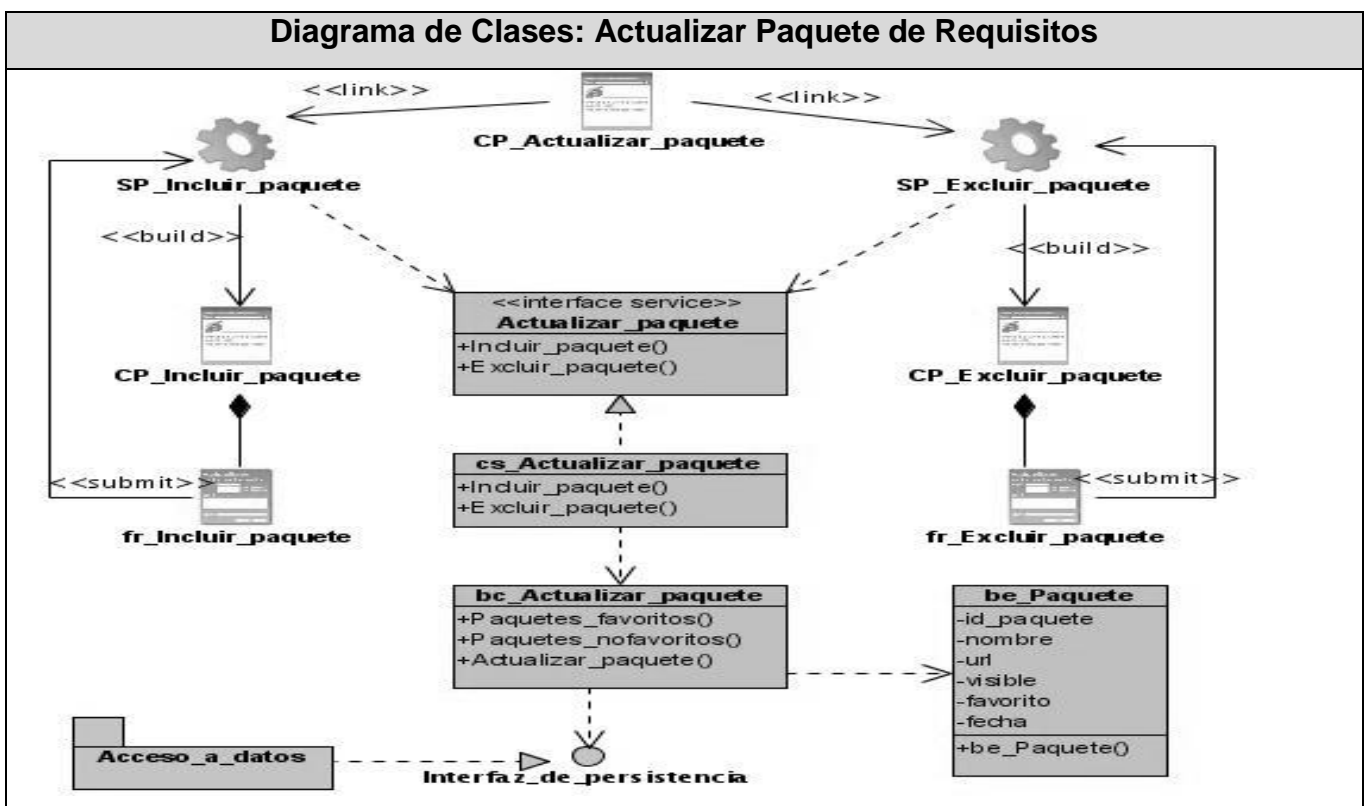 Diagrama de Clases: Actualizar Paquete de Requisitos
<<link>>
<<link>>
CP_Actualizar_paquete
SP_Incluir_paquete
SP_Excluir_paquete
<<build>>
<<build>>
<<interface service>>
Actualizar_paquete
+Incluir_paquete()
+Excluir_paquete()
CP_Incluir_paquete
CP_Excluir_paquete
cs_Actualizar_paquete
+Incluir_paquete()
+Excluir_paquete()
<<submit>>
<<submit>>
fr_Incluir_paquete
fr_Excluir_paquete
bc_Actualizar_paquete
+Paquetes_favoritos()
+Paquetes_nofavoritos()
+Actualizar_paquete()
be_Paquete
-id_paquete
-nombre
-url
-visible
-favorito
-fecha
+be_Paquete()
Acceso_a_datos
Interfaz_de_persistencia